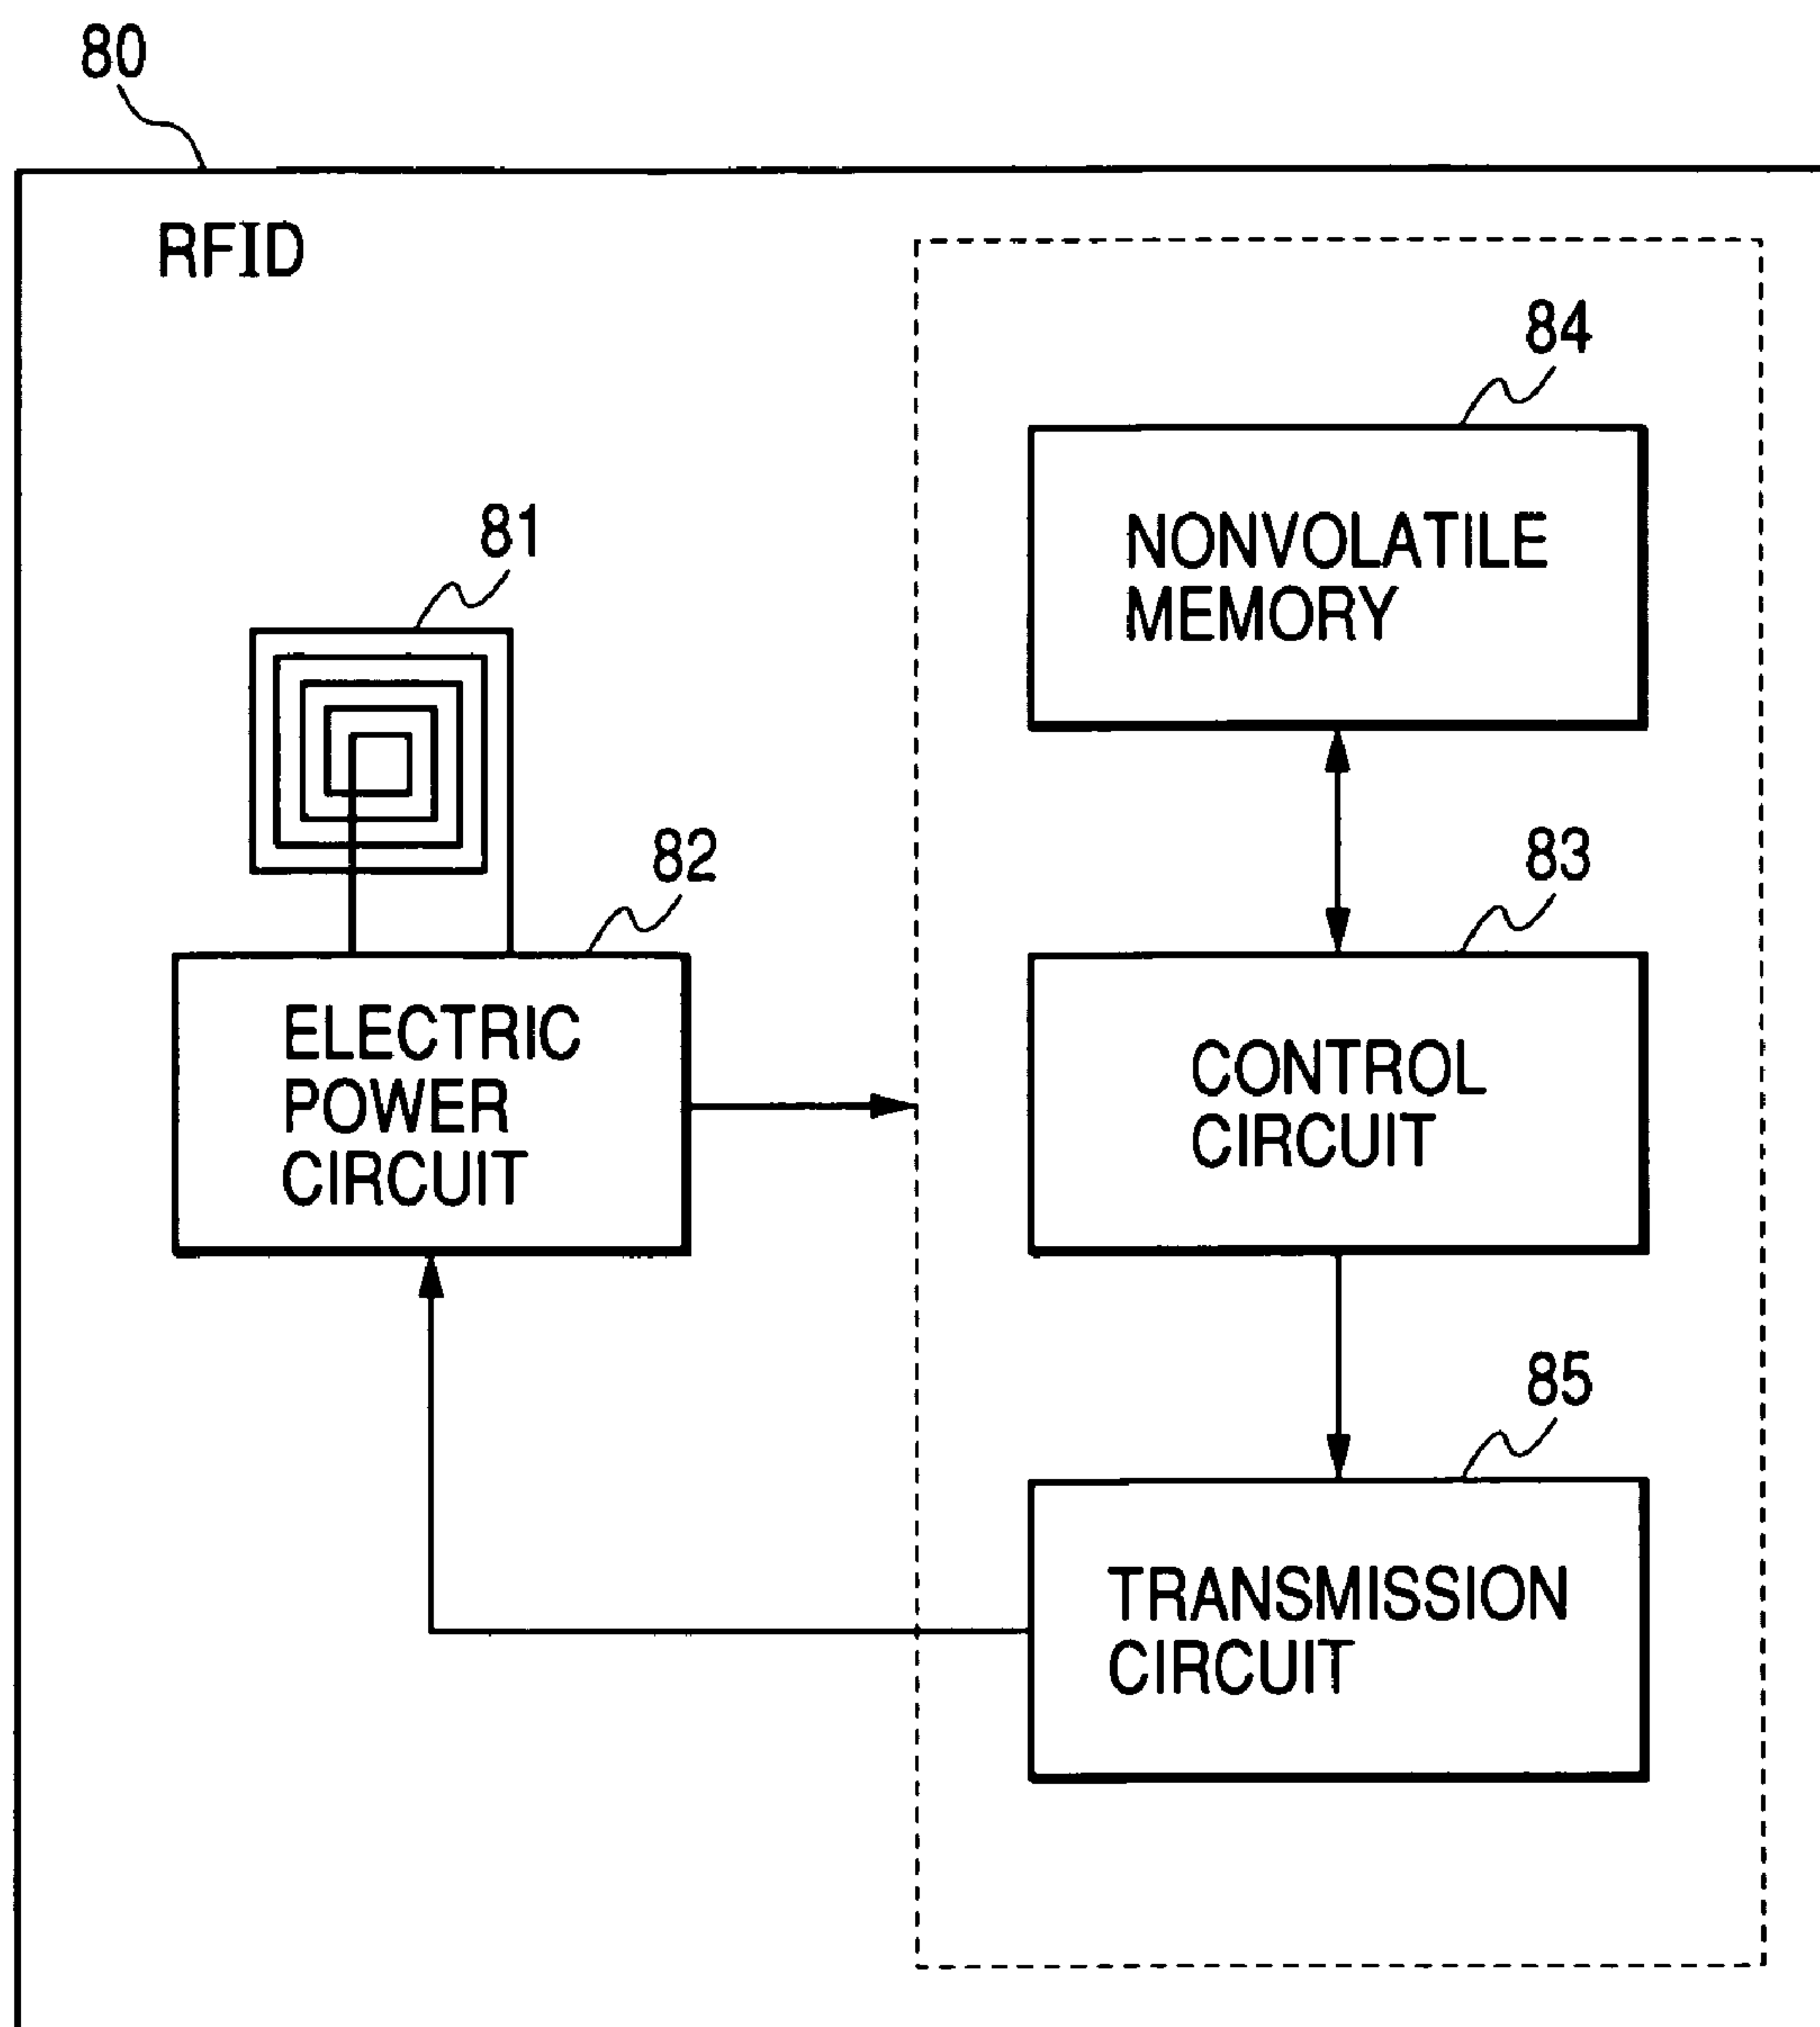 80
RFID
84
NONVOLATILE
MEMORY
81
82
83
ELECTRIC
POWER
CIRCUIT
CONTROL
CIRCUIT
85
TRANSMISSION
CIRCUIT